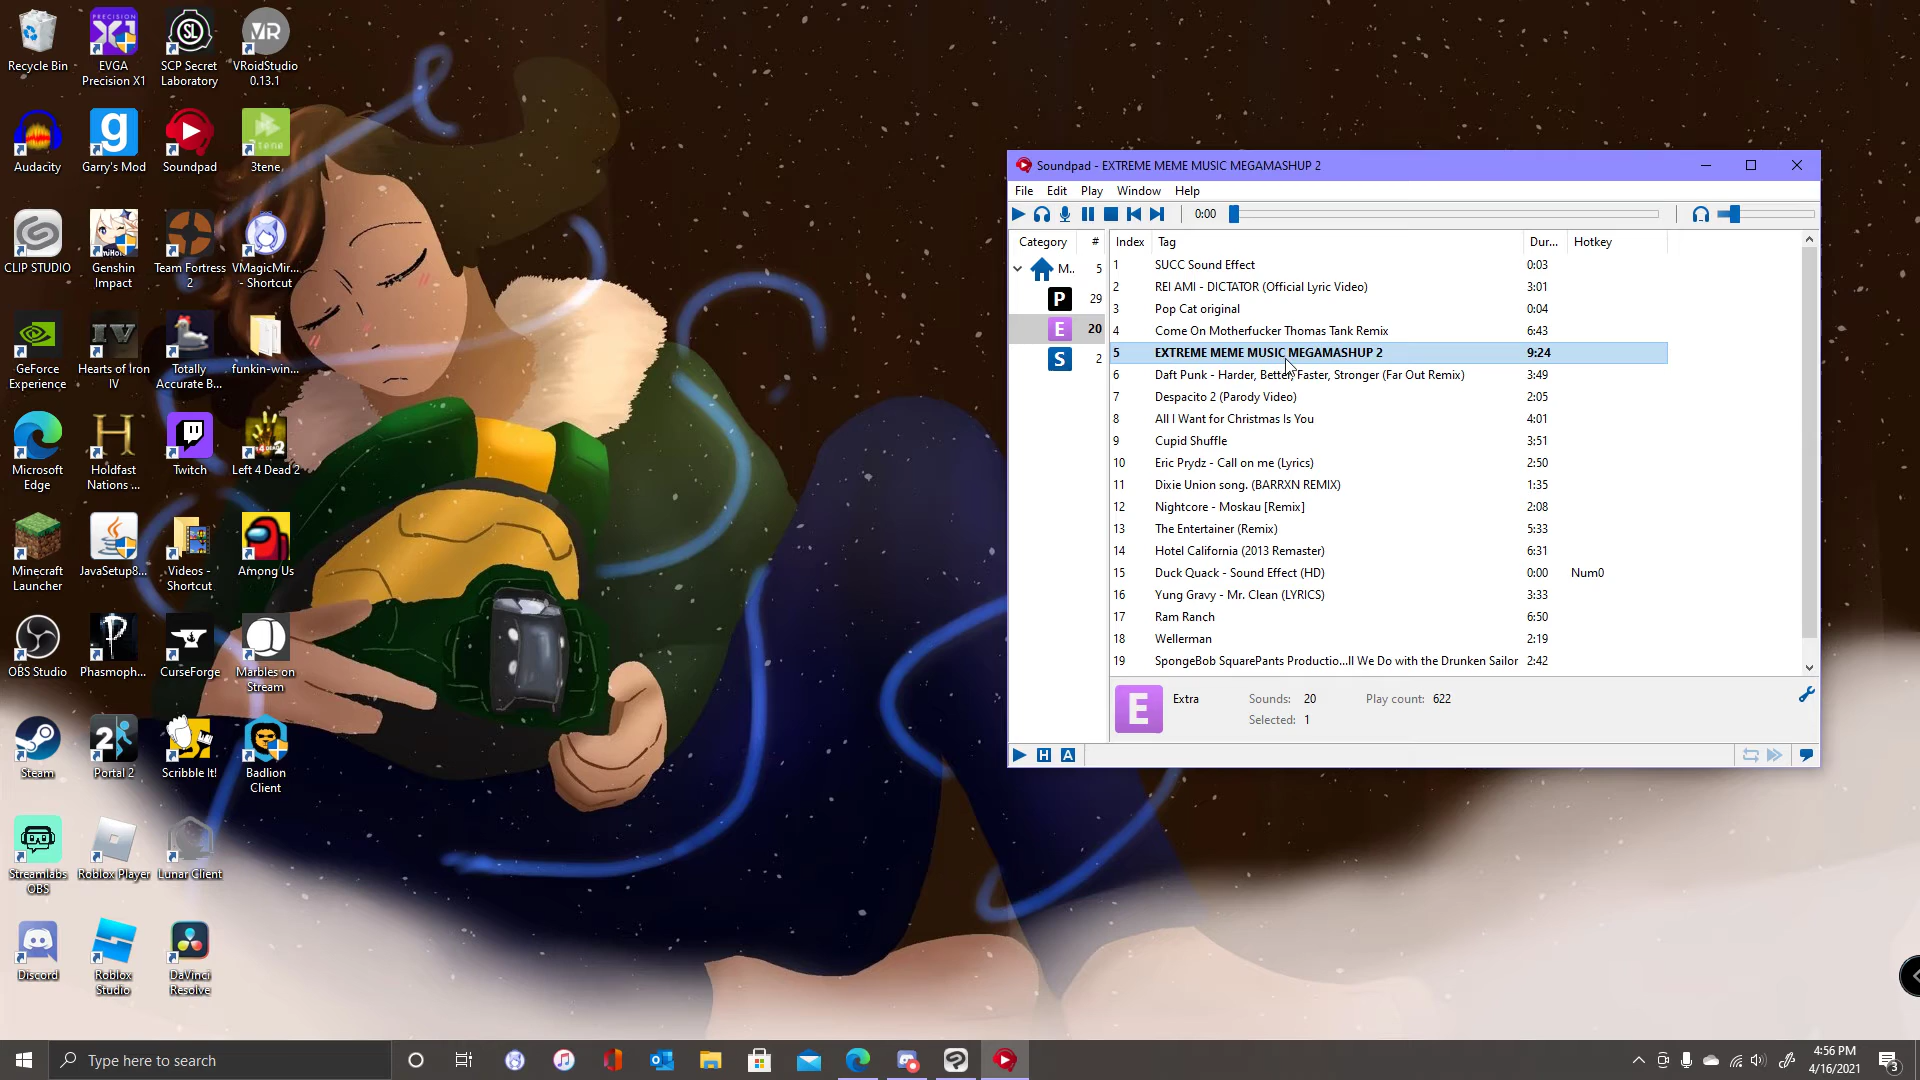 Recycle Bin
EVGA
Precision X1
SCP Secret
Laboratory
VR
VRoidStudio
0.13.1
Audacity
Garry's Mod
Soundpad
3tene
CLIP STUDIO
Genshin
Impact
Team Fortress
2
VMagicMir...
- Shortcut
GeForce
Experience
Hearts of Iron
IV
Totally
Accurate B...
funkin-win...
Microsoft
Edge
Holdfast
Nations ...
Twitch
Left 4 Dead 2
Minecraft
Launcher
JavaSetup8...
Videos -
Shortcut
Among Us
OBS Studio
Phasmoph...
CurseForge
Marbles on
Stream
Steam
Portal 2
Scribble It!
Badlion
Client
Streamlabs
OBS
Roblox Player
Lunar Client
Discord
Roblox
Studio
DaVinci
Resolve
Soundpad - EXTREME MEME MUSIC MEGAMASHUP 2
File Edit Play Window Help
0:00
Category # Index Tag Dur... Hotkey
M.. 5
P 29
E 20
S 2
1 SUCC Sound Effect 0:03
2 REI AMI - DICTATOR (Official Lyric Video) 3:01
3 Pop Cat original 0:04
4 Come On Motherfucker Thomas Tank Remix 6:43
5 EXTREME MEME MUSIC MEGAMASHUP 2 9:24
6 Daft Punk - Harder, Better, Faster, Stronger (Far Out Remix) 3:49
7 Despacito 2 (Parody Video) 2:05
8 All I Want for Christmas Is You 4:01
9 Cupid Shuffle 3:51
10 Eric Prydz - Call on me (Lyrics) 2:50
11 Dixie Union song. (BARRXN REMIX) 1:35
12 Nightcore - Moskau [Remix] 2:08
13 The Entertainer (Remix) 5:33
14 Hotel California (2013 Remaster) 6:31
15 Duck Quack - Sound Effect (HD) 0:00 Num0
16 Yung Gravy - Mr. Clean (LYRICS) 3:33
17 Ram Ranch 6:50
18 Wellerman 2:19
19 SpongeBob SquarePants Productio...ll We Do with the Drunken Sailor 2:42
E Extra Sounds: 20 Play count: 622
Selected: 1
H A
Type here to search
4:56 PM
4/16/2021
3